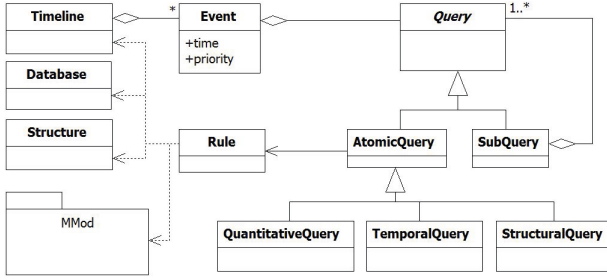 Timeline
*
Event
+time
+priority
Query
1..*
Database
Structure
Rule
AtomicQuery
SubQuery
MMod
QuantitativeQuery
TemporalQuery
StructuralQuery